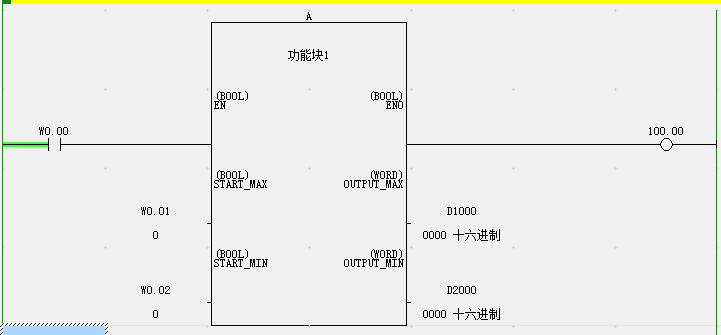 A
功能块1
(BOOL) (BOOL)
EN ENO
W0.00 100.00
(BOOL) (WORD)
START_MAX OUTPUT_MAX
W0.01 D1000
0 0000 十六进制
(BOOL) (WORD)
START_MIN OUTPUT_MIN
W0.02 D2000
0 0000 十六进制